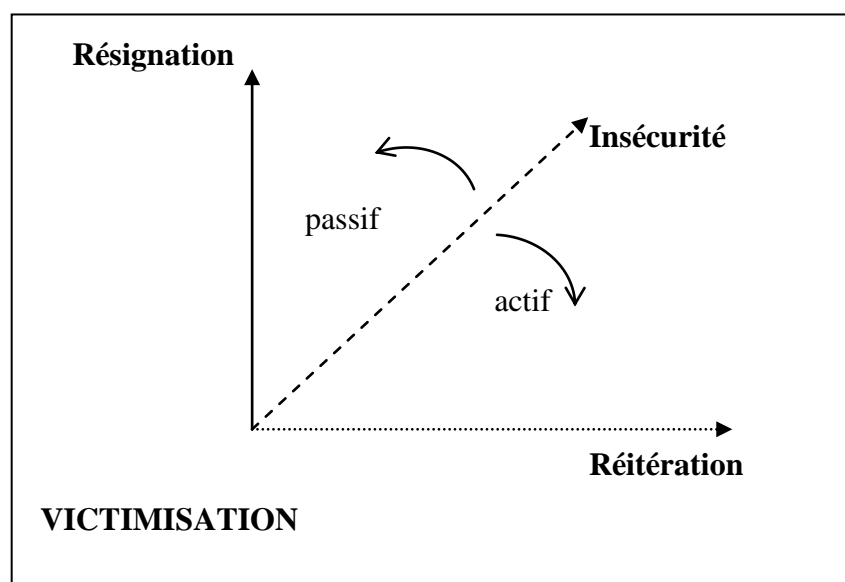 Résignation
Insécurité
passif
actif
Réitération
VICTIMISATION